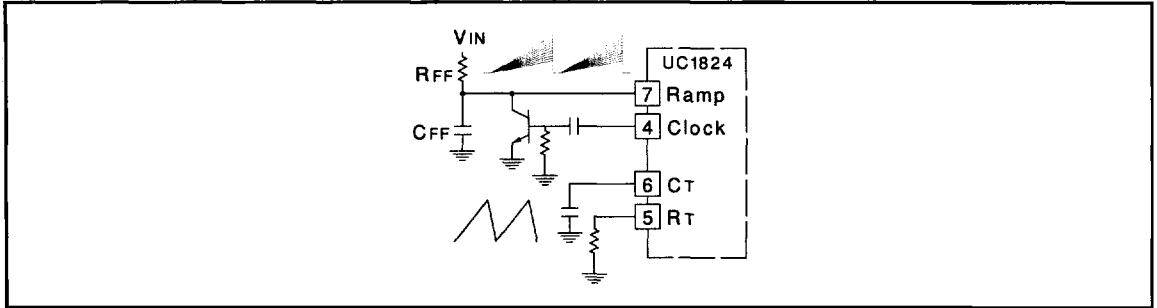 VIN
RFF
UC1824
7 Ramp
CFF
4 Clock
6 CT
5 RT